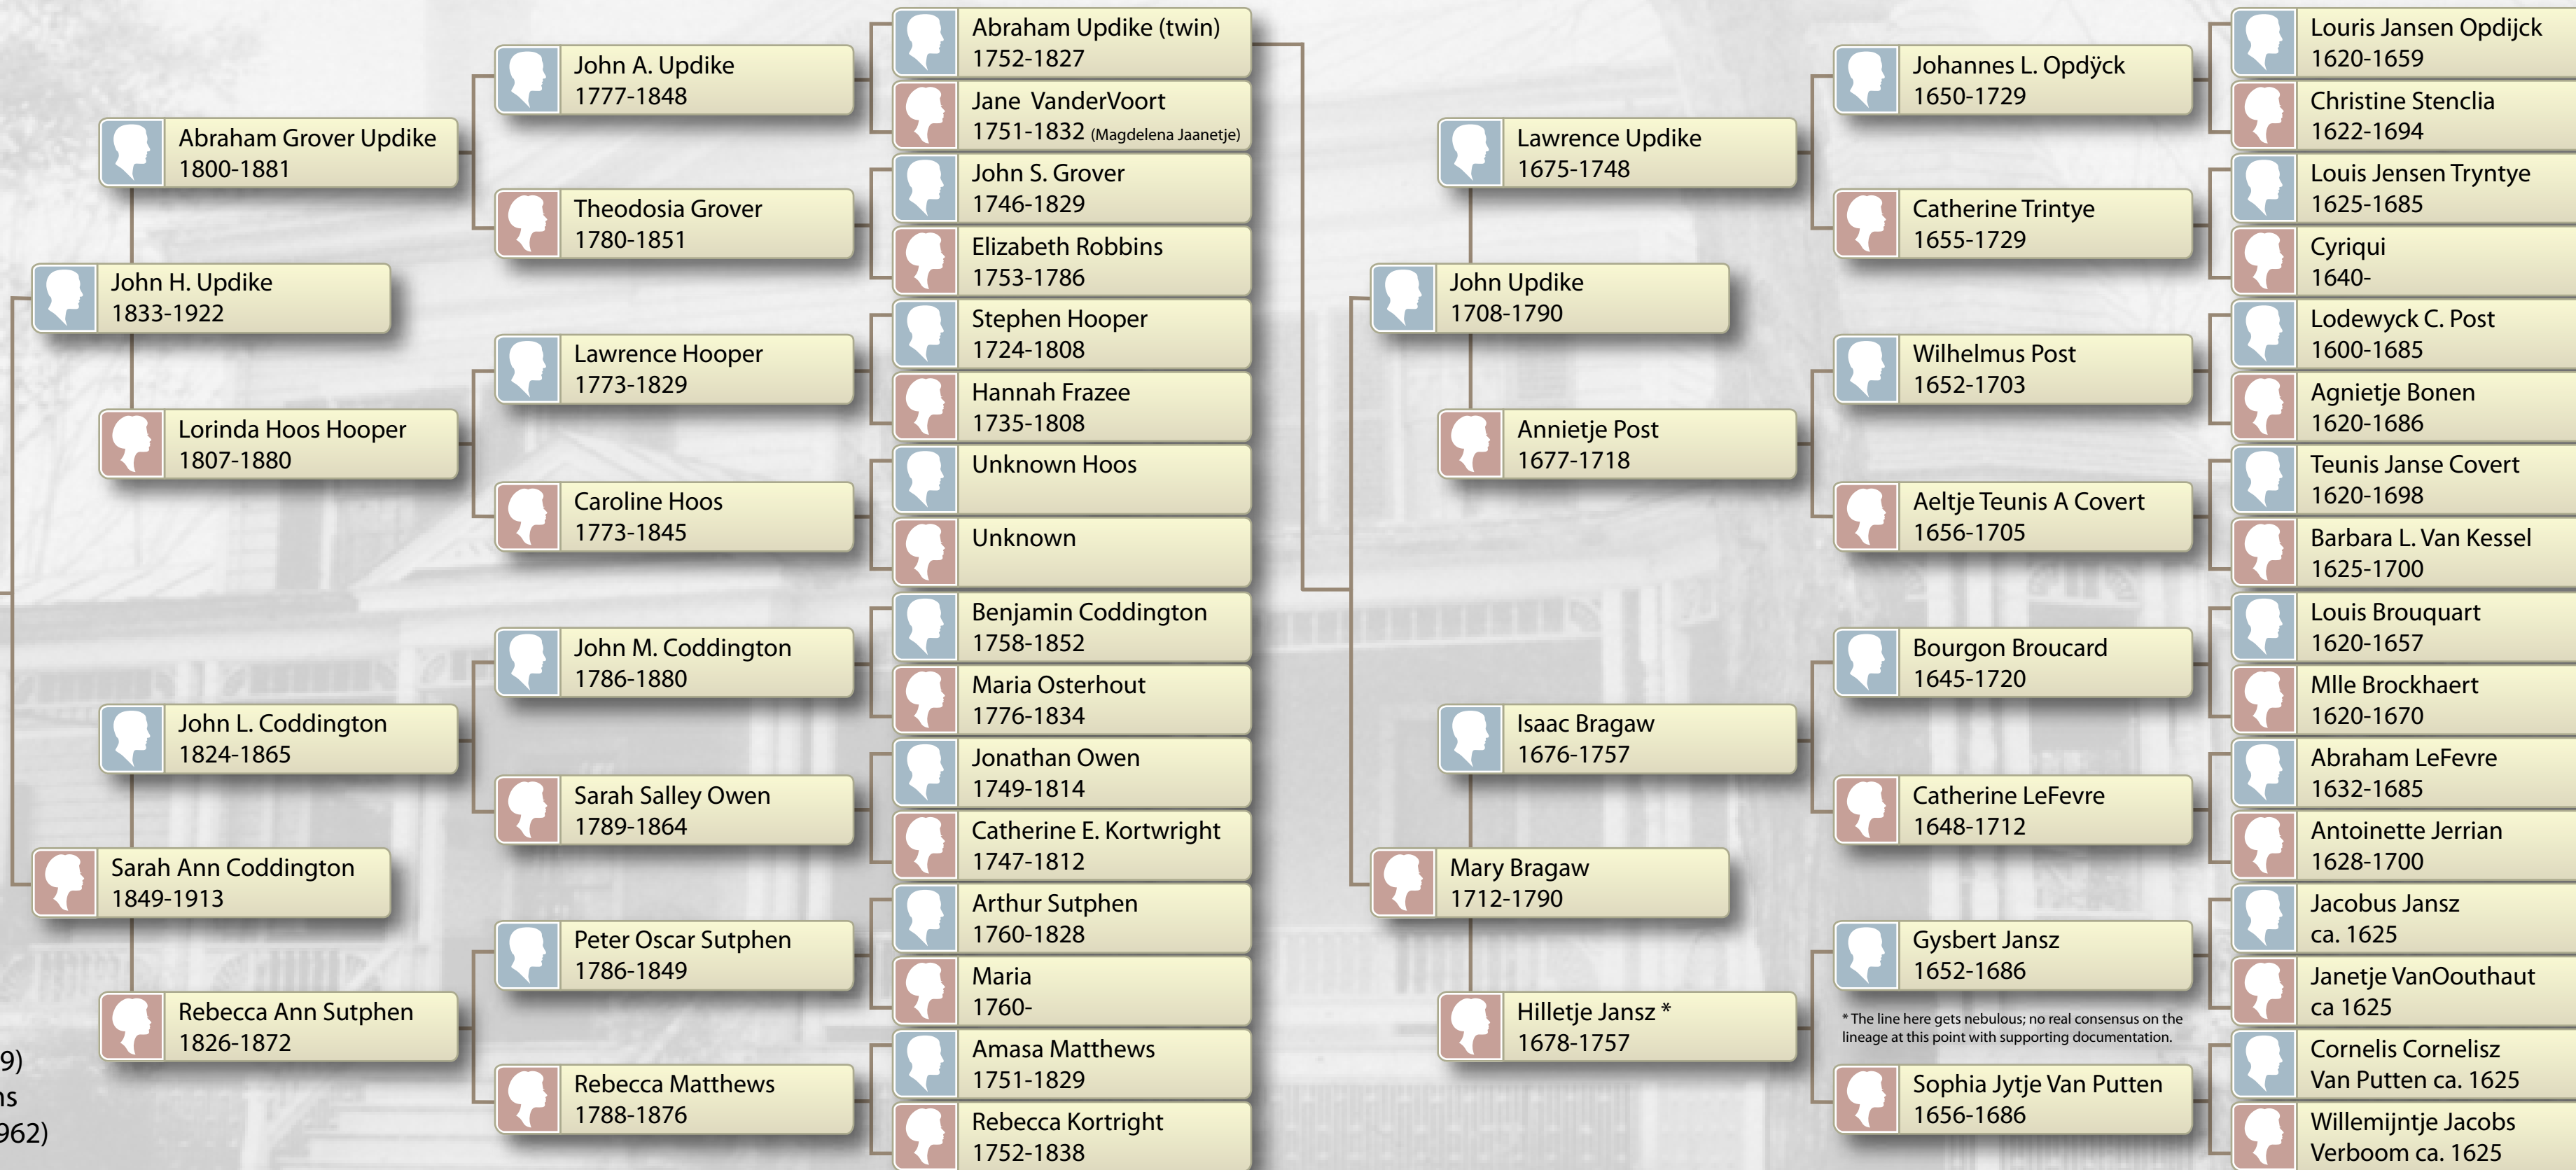 Abraham Grover Updike
1800-1881
John H. Updike
1833-1922
Lorinda Hoos Hooper
1807-1880
John L. Coddington
1824-1865
Sarah Ann Coddington
1849-1913
Rebecca Ann Sutphen
1826-1872
9)
ns
962)
John A. Updike
1777-1848
Theodosia Grover
1780-1851
Lawrence Hooper
1773-1829
Caroline Hoos
1773-1845
John M. Coddington
1786-1880
Sarah Salley Owen
1789-1864
Peter Oscar Sutphen
1786-1849
Rebecca Matthews
1788-1876
Abraham Updike (twin)
1752-1827
Jane VanderVoort
1751-1832 (Magdelena Jaanetje)
John S. Grover
1746-1829
Elizabeth Robbins
1753-1786
Stephen Hooper
1724-1808
Hannah Frazee
1735-1808
Unknown Hoos
Unknown
Benjamin Coddington
1758-1852
Maria Osterhout
1776-1834
Jonathan Owen
1749-1814
Catherine E. Kortwright
1747-1812
Arthur Sutphen
1760-1828
Maria
1760-
Amasa Matthews
1751-1829
Rebecca Kortright
1752-1838
Lawrence Updike
1675-1748
John Updike
1708-1790
Annietje Post
1677-1718
Isaac Bragaw
1676-1757
Mary Bragaw
1712-1790
Hilletje Jansz *
1678-1757
Johannes L. Opdÿck
1650-1729
Catherine Trintye
1655-1729
Wilhelmus Post
1652-1703
Aeltje Teunis A Covert
1656-1705
Bourgon Broucard
1645-1720
Catherine LeFevre
1648-1712
Gysbert Jansz
1652-1686
* The line here gets nebulous; no real consensus on the
lineage at this point with supporting documentation.
Sophia Jytje Van Putten
1656-1686
Louris Jansen Opdijck
1620-1659
Christine Stenclia
1622-1694
Louis Jensen Tryntye
1625-1685
Cyriqui
1640-
Lodewyck C. Post
1600-1685
Agnietje Bonen
1620-1686
Teunis Janse Covert
1620-1698
Barbara L. Van Kessel
1625-1700
Louis Brouquart
1620-1657
Mlle Brockhaert
1620-1670
Abraham LeFevre
1632-1685
Antoinette Jerrian
1628-1700
Jacobus Jansz
ca. 1625
Janetje VanOouthaut
ca 1625
Cornelis Cornelisz
Van Putten ca. 1625
Willemijntje Jacobs
Verboom ca. 1625